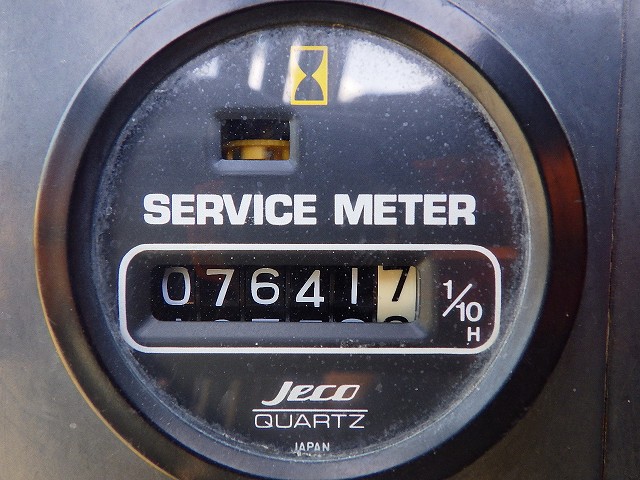 SERVICE METER
076417 1/10 H
Jeco
QUARTZ
JAPAN